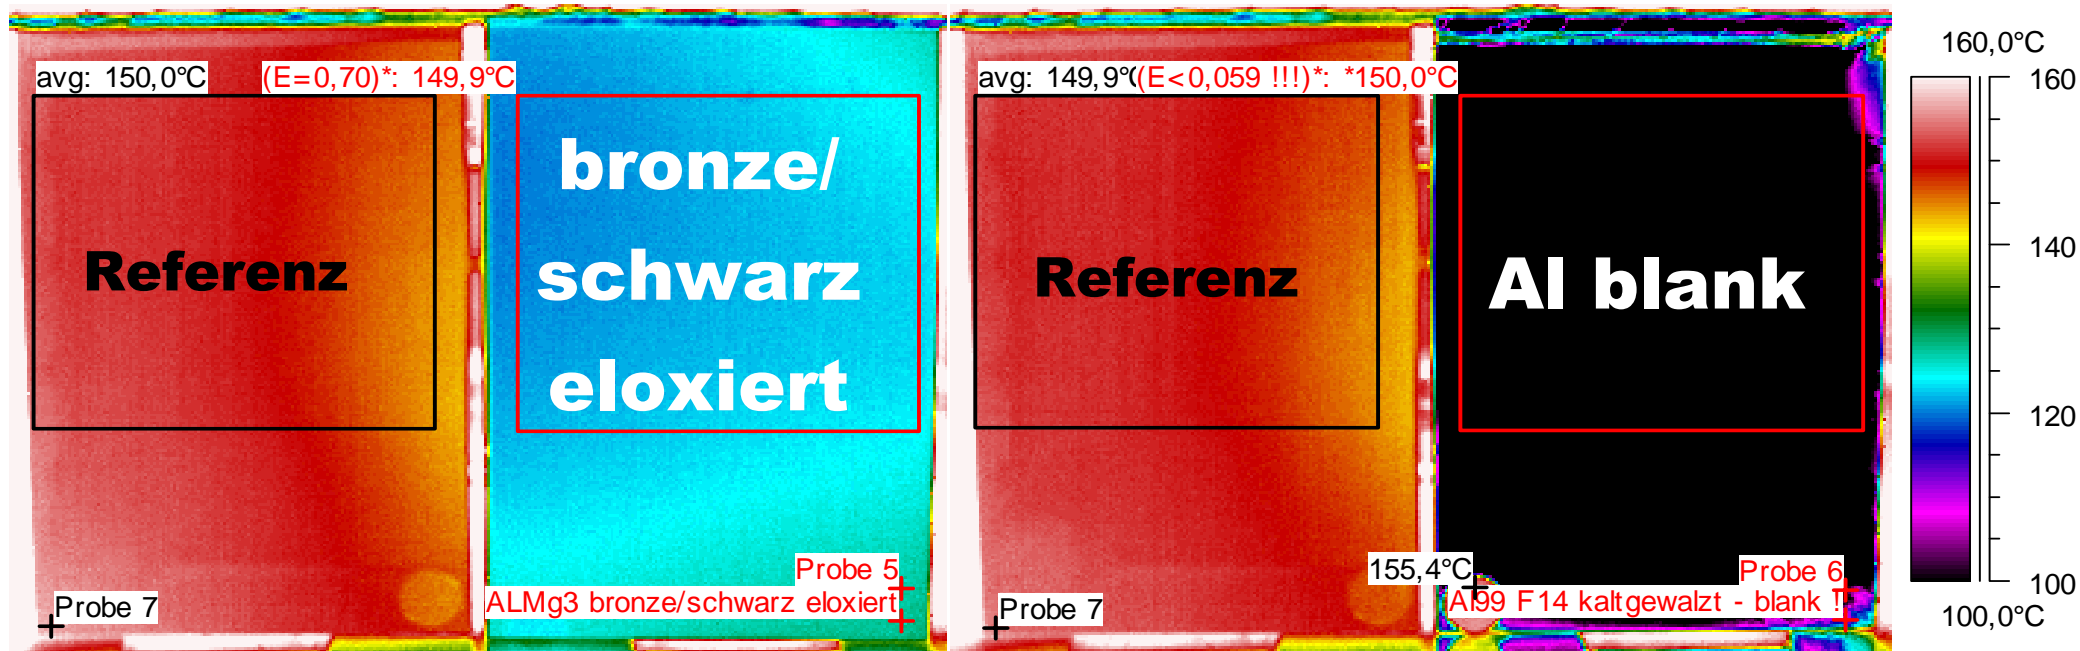 avg: 150,0°C
(E=0,70)*: 149,9°C
Referenz
bronze/
schwarz
eloxiert
Probe 5
ALMg3 bronze/schwarz eloxiert
Probe 7
avg: 149,9°C
(E<0,059 !!!)*: *150,0°C
Referenz
Al blank
155,4°C
Probe 6
Al99 F14 kaltgewalzt - blank !
Probe 7
160,0°C
160
140
120
100
100,0°C